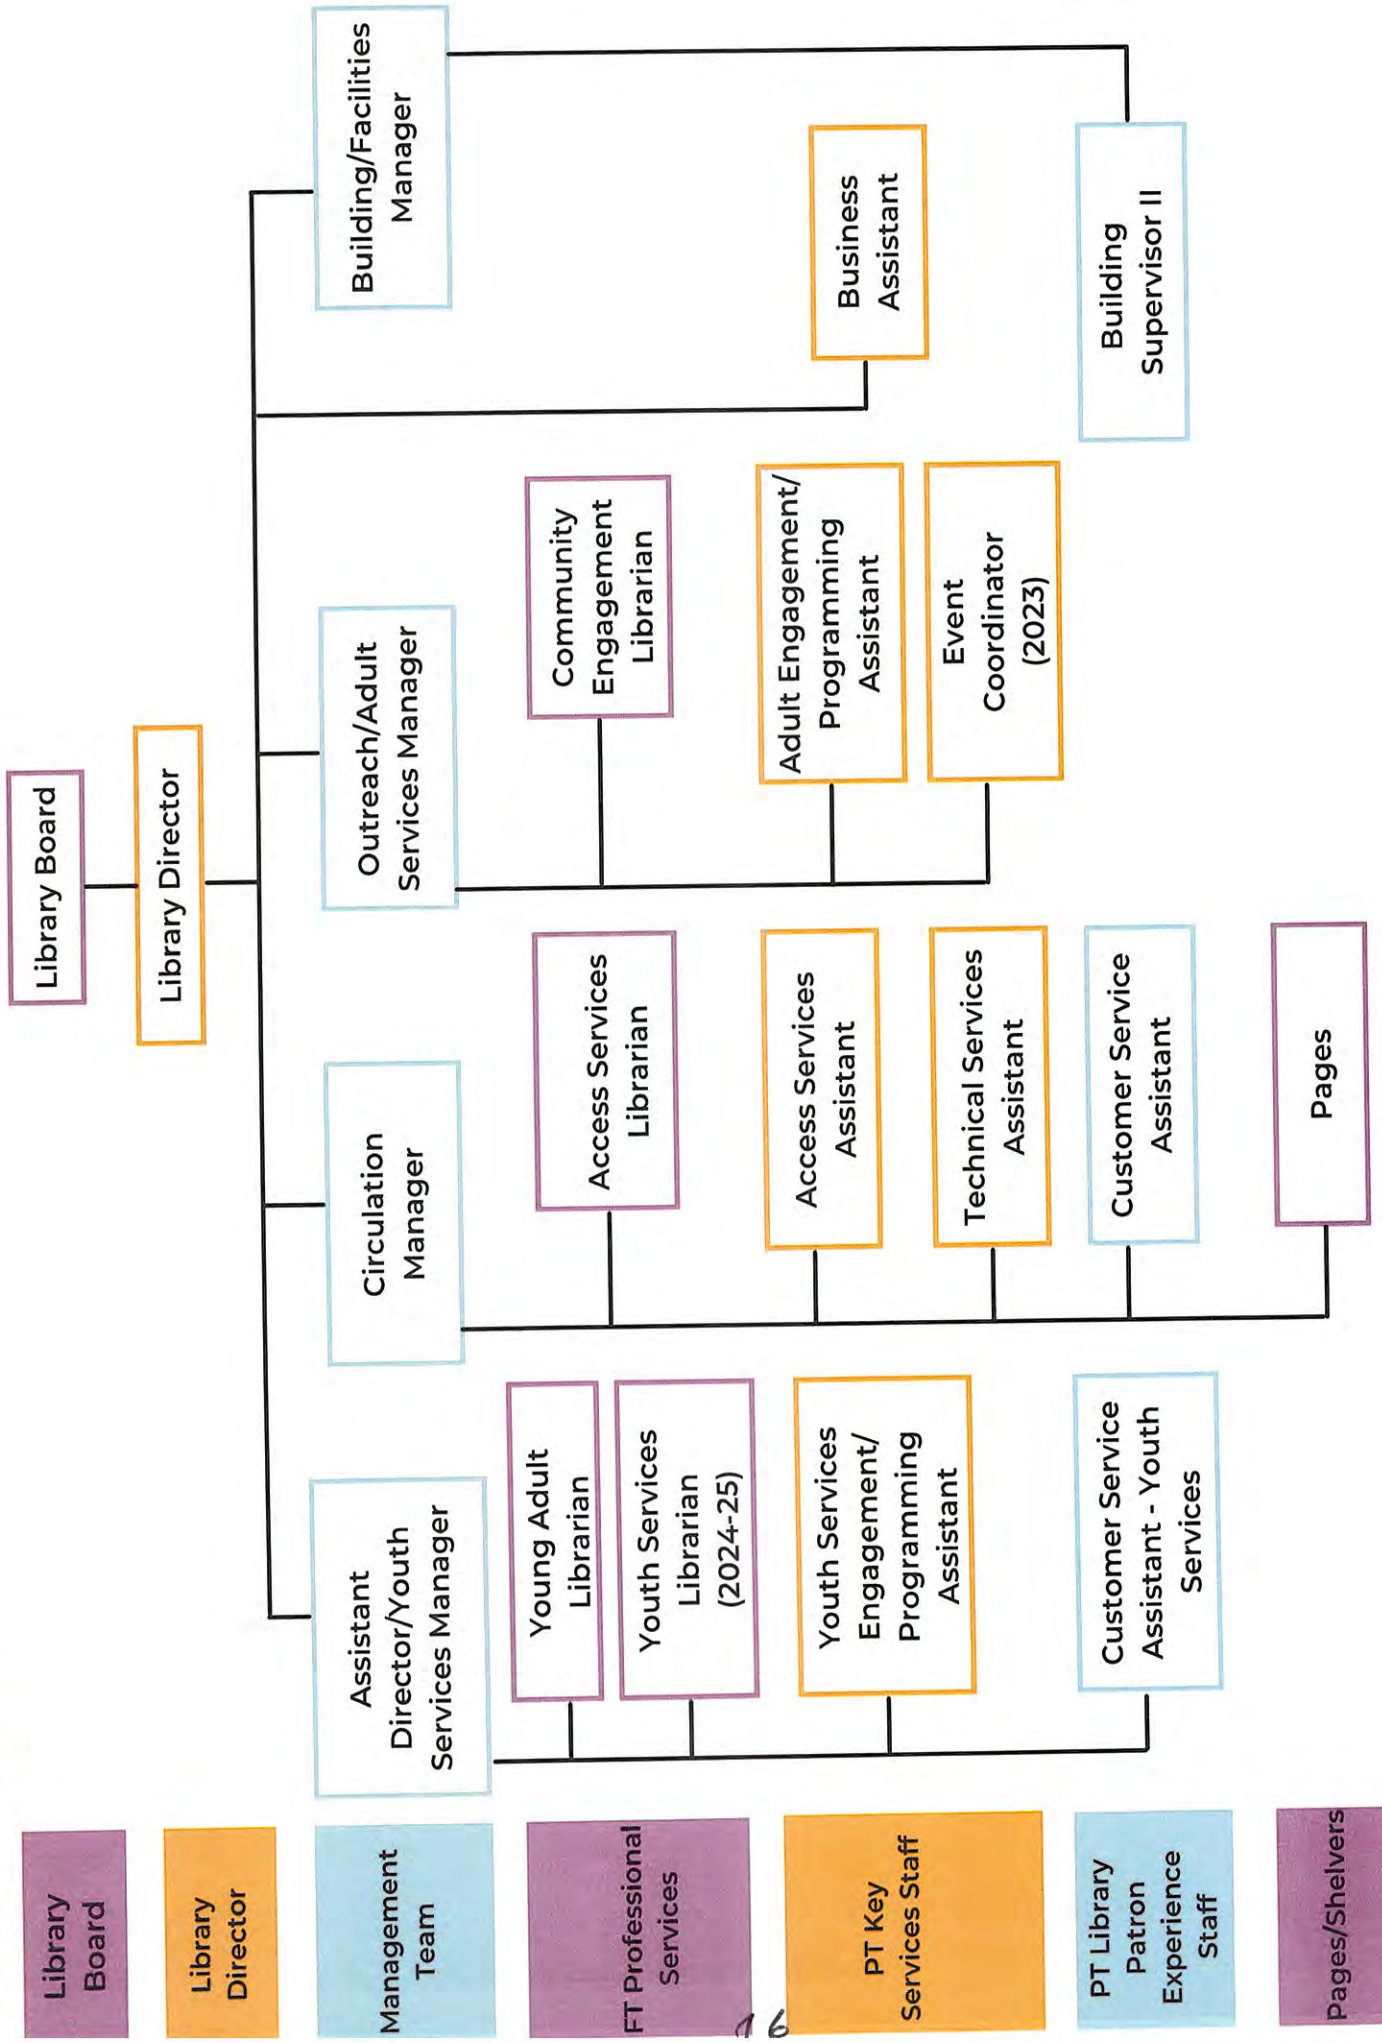 Library
Board
Library Board
Library
Director
Library Director
Management
Team
Assistant
Director/Youth
Services Manager
Circulation
Manager
Outreach/Adult
Services Manager
Building/Facilities
Manager
FT Professional
Services
Young Adult
Librarian
Youth Services
Librarian
(2024-25)
Access Services
Librarian
Community
Engagement
Librarian
PT Key
Services Staff
Youth Services
Engagement/
Programming
Assistant
Access Services
Assistant
Technical Services
Assistant
Adult Engagement/
Programming
Assistant
Event
Coordinator
(2023)
Business
Assistant
PT Library
Patron
Experience
Staff
Customer Service
Assistant - Youth
Services
Customer Service
Assistant
Building
Supervisor II
Pages/Shelvers
Pages
16